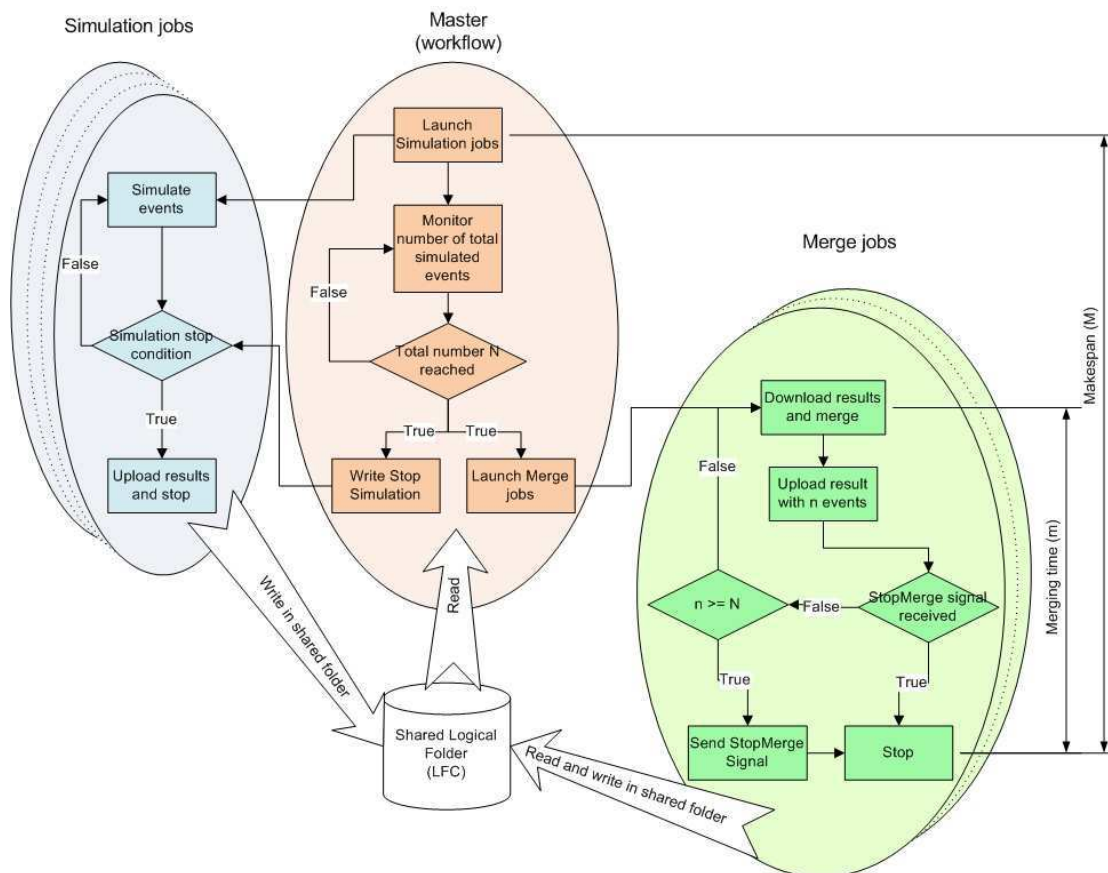 Simulation jobs
Master
(workflow)
Launch
Simulation jobs
Simulate
events
Monitor
number of total
simulated
events
False
False
Merge jobs
Simulation stop
condition
Total number N
reached
Makespan (M)
True
True
True
Download results
and merge
Upload results
and stop
Write Stop
Simulation
Launch Merge
jobs
False
Upload result
with n events
Merging time (m)
Write in shared folder
Read
n >= N
False
StopMerge signal
received
True
True
Shared Logical
Folder
(LFC)
Send StopMerge
Signal
Stop
Read and write in shared folder